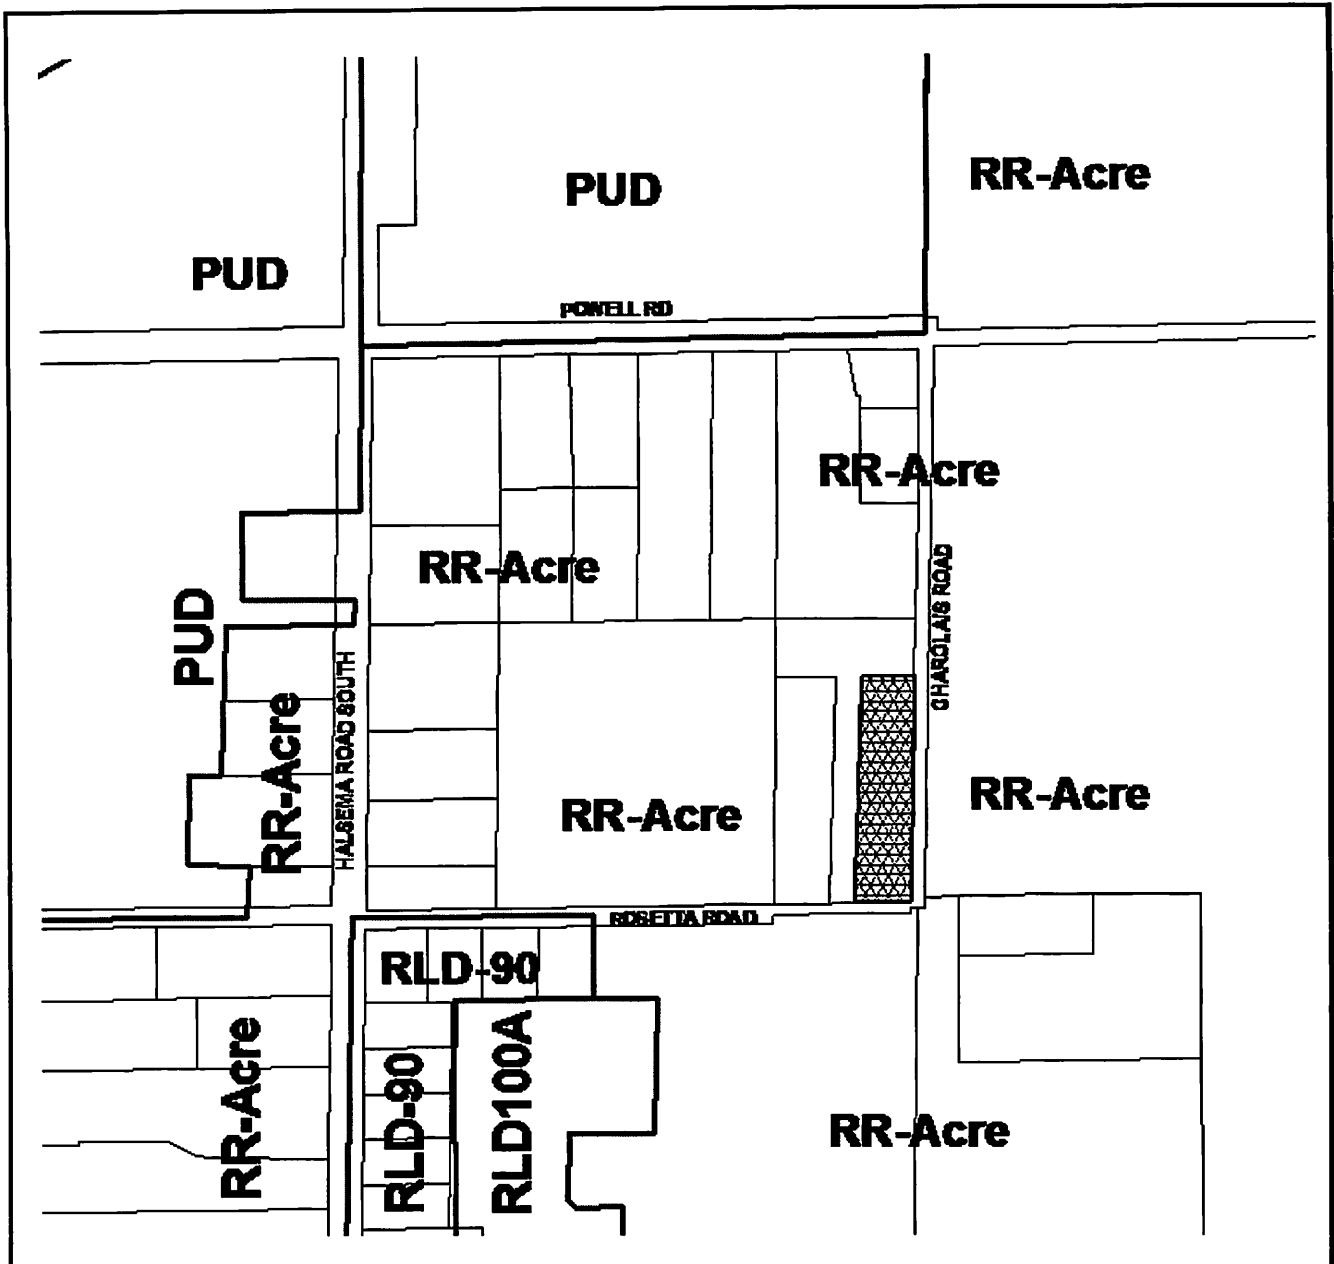 RR-Acre
PUD
PUD
POWELL RD
RR-Acre
RR-Acre
CHAROLAIS ROAD
PUD
HALSEMA ROAD SOUTH
RR-Acre
RR-Acre
RR-Acre
ROSETTA ROAD
RLD-90
RR-Acre
RLD-90
RLD100A
RR-Acre